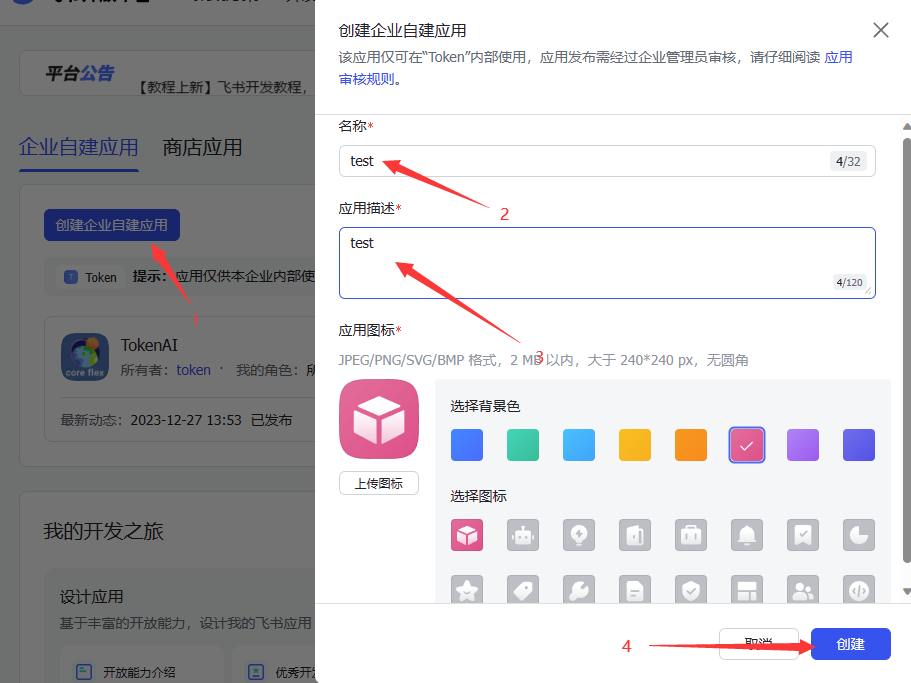 创建企业自建应用
该应用仅可在“Token”内部使用，应用发布需经过企业管理员审核，请仔细阅读 应用
审核规则。
平台公告
【教程上新】飞书开发教程，
企业自建应用 商店应用
创建企业自建应用
1
Token 提示：应用仅供本企业内部使
TokenAI
core flex
所有者：token · 我的角色：所
最新动态：2023-12-27 13:53 已发布
我的开发之旅
设计应用
基于丰富的开放能力，设计我的飞书应用
开放能力介绍
优秀开
名称*
test
4/32
2
应用描述*
test
4/120
3
应用图标*
JPEG/PNG/SVG/BMP 格式，2 MB 以内，大于 240*240 px，无圆角
上传图标
选择背景色
选择图标
4
取消
创建